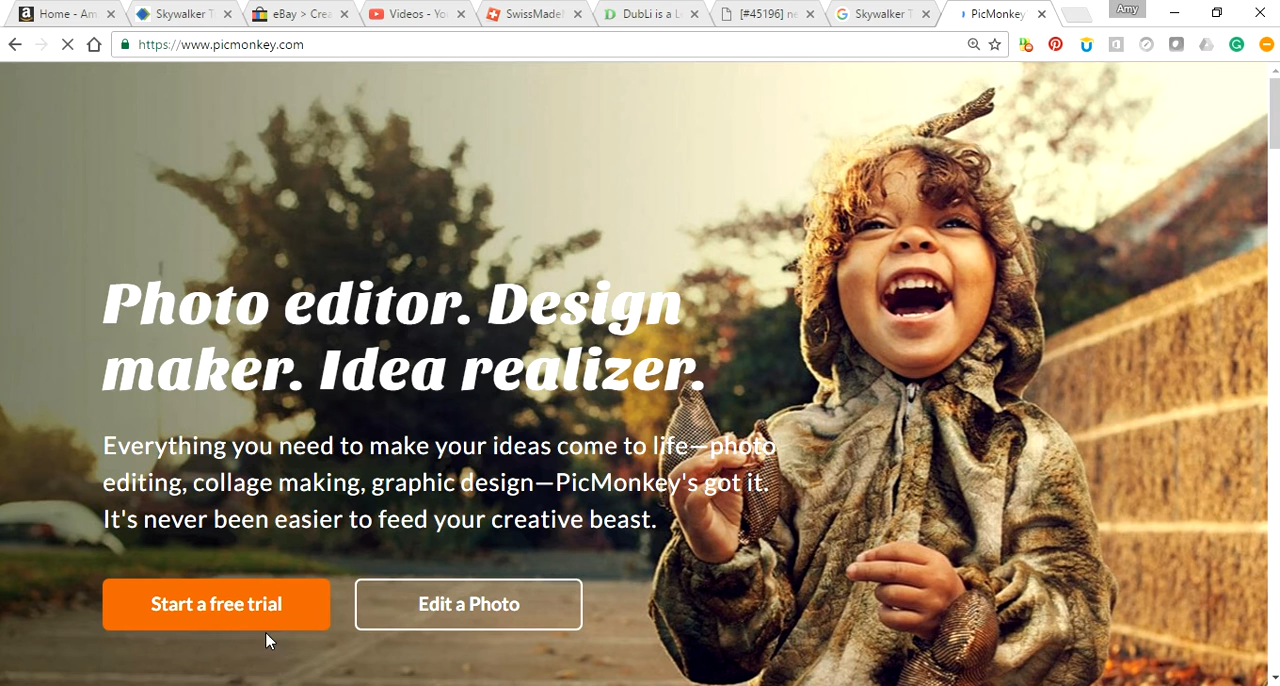 Home - Am
Skywalker T
eBay > Crea
Videos - Yo
SwissMade
DubLi is a L
[#45196] ne
Skywalker T
PicMonkey
Amy
https://www.picmonkey.com
Photo editor. Design
maker. Idea realizer.
Everything you need to make your ideas come to life—photo
editing, collage making, graphic design—PicMonkey's got it.
It's never been easier to feed your creative beast.
Start a free trial
Edit a Photo